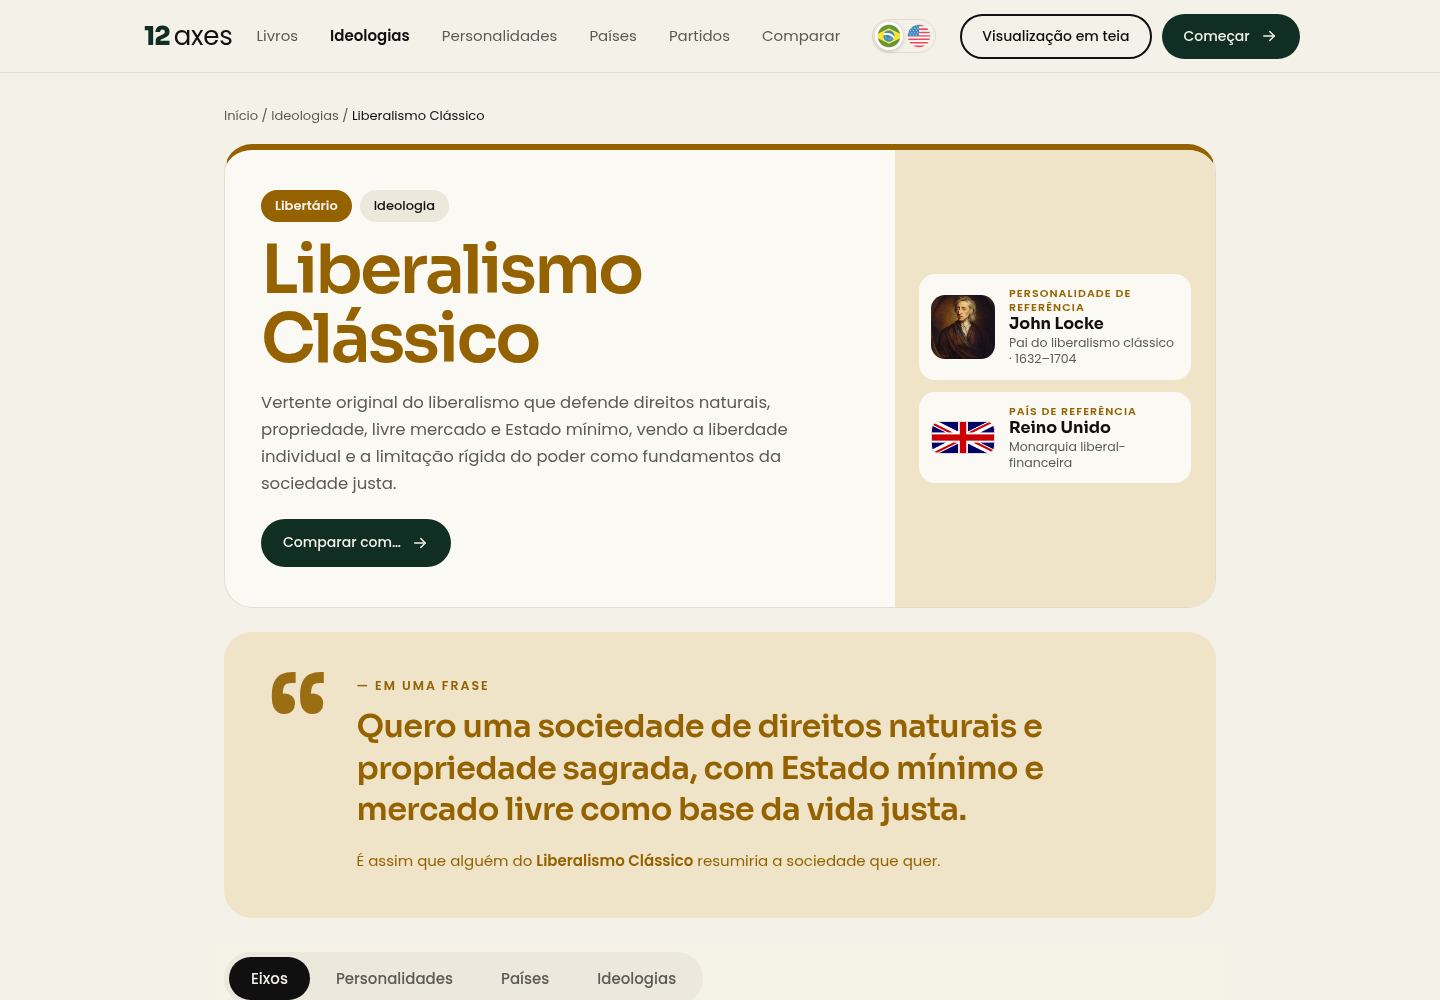 12 axes
Livros
Ideologias
Personalidades
Países
Partidos
Comparar
Visualização em teia
Começar
Início / Ideologias / Liberalismo Clássico
Libertário
Ideologia
Liberalismo
Clássico
Vertente original do liberalismo que defende direitos naturais,
propriedade, livre mercado e Estado mínimo, vendo a liberdade
individual e a limitação rígida do poder como fundamentos da
sociedade justa.
Comparar com...
PERSONALIDADE DE
REFERÊNCIA
John Locke
Pai do liberalismo clássico
· 1632–1704
PAÍS DE REFERÊNCIA
Reino Unido
Monarquia liberal-
financeira
“
— EM UMA FRASE
Quero uma sociedade de direitos naturais e
propriedade sagrada, com Estado mínimo e
mercado livre como base da vida justa.
É assim que alguém do Liberalismo Clássico resumiria a sociedade que quer.
Eixos
Personalidades
Países
Ideologias